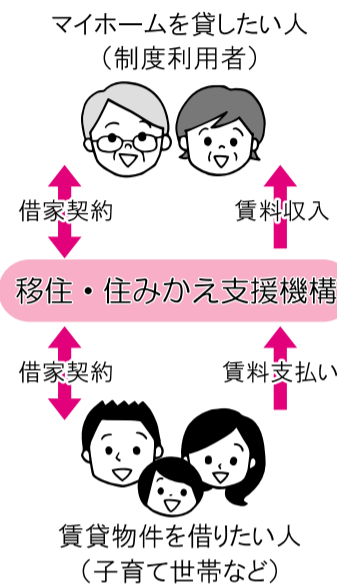 マイホームを貸したい人
（制度利用者）
借家契約
賃料収入
移住・住みかえ支援機構
借家契約
賃料支払い
賃貸物件を借りたい人
（子育て世帯など）